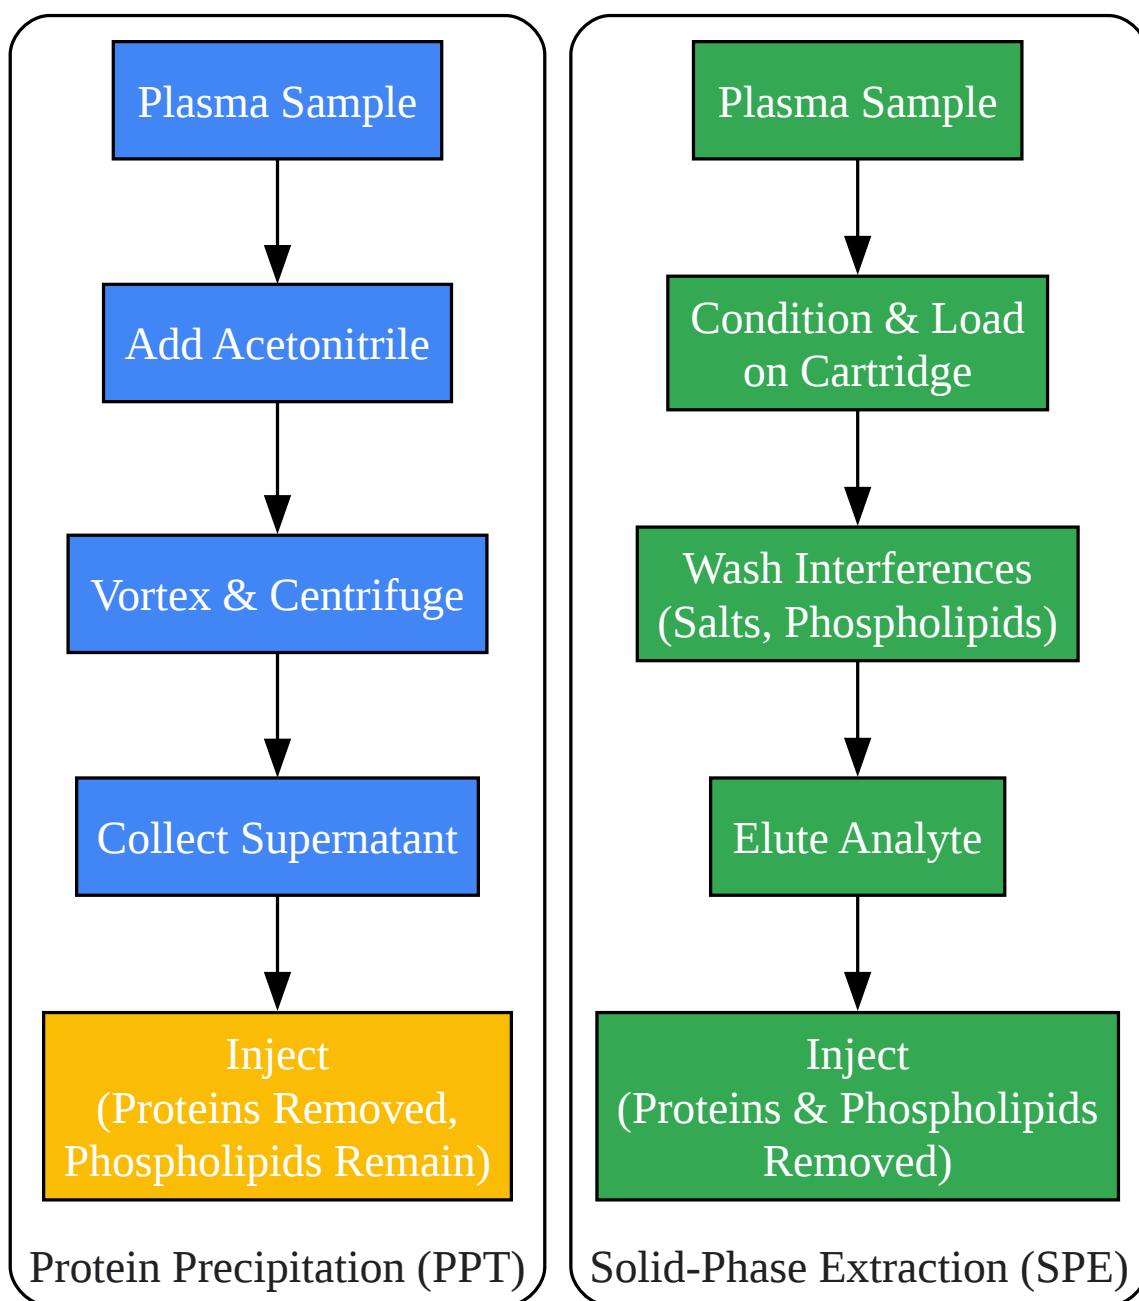 Plasma Sample
Add Acetonitrile
Vortex & Centrifuge
Collect Supernatant
Inject
(Proteins Removed,
Phospholipids Remain)
Protein Precipitation (PPT)
Plasma Sample
Condition & Load
on Cartridge
Wash Interferences
(Salts, Phospholipids)
Elute Analyte
Inject
(Proteins & Phospholipids
Removed)
Solid-Phase Extraction (SPE)